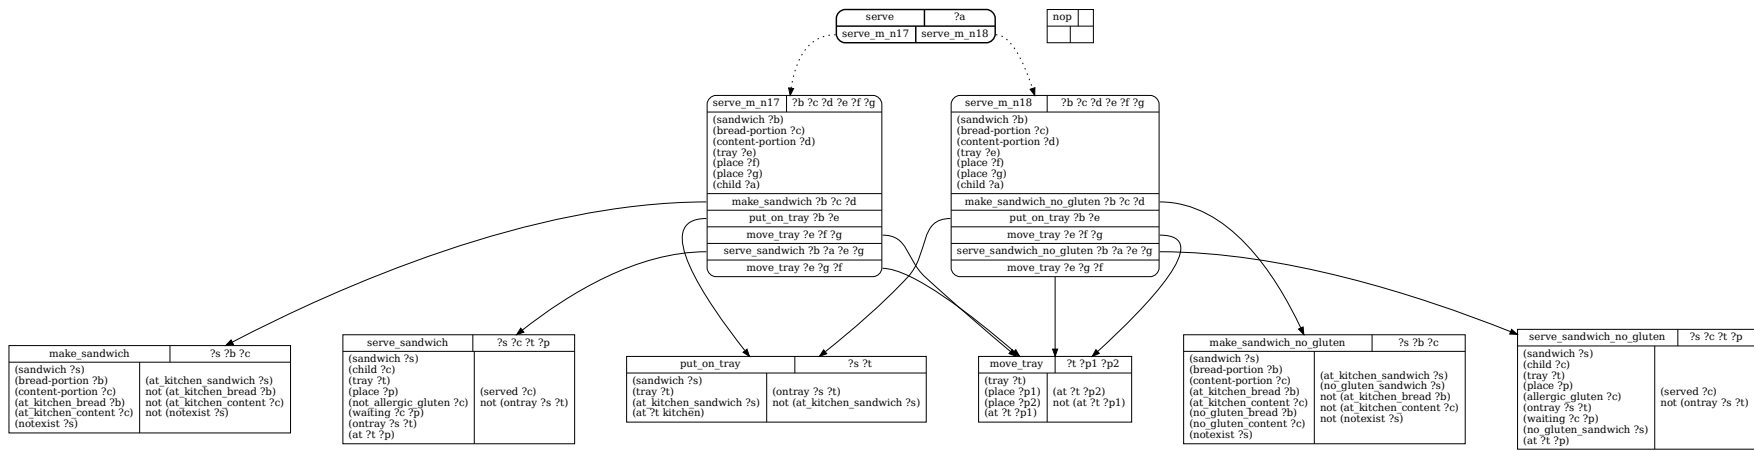 serve ?a
serve_m_n17 serve_m_n18
nop
serve_m_n17 ?b ?c ?d ?e ?f ?g
(sandwich ?b)
(bread-portion ?c)
(content-portion ?d)
(tray ?e)
(place ?f)
(place ?g)
(child ?a)
make_sandwich ?b ?c ?d
put_on_tray ?b ?e
move_tray ?e ?f ?g
serve_sandwich ?b ?a ?e ?g
move_tray ?e ?g ?f
serve_m_n18 ?b ?c ?d ?e ?f ?g
(sandwich ?b)
(bread-portion ?c)
(content-portion ?d)
(tray ?e)
(place ?f)
(place ?g)
(child ?a)
make_sandwich_no_gluten ?b ?c ?d
put_on_tray ?b ?e
move_tray ?e ?f ?g
serve_sandwich_no_gluten ?b ?a ?e ?g
move_tray ?e ?g ?f
make_sandwich ?s ?b ?c
(sandwich ?s)
(bread-portion ?b)
(content-portion ?c)
(at_kitchen_bread ?b)
(at_kitchen_content ?c)
(notexist ?s)
(at_kitchen_sandwich ?s)
not (at_kitchen_bread ?b)
not (at_kitchen_content ?c)
not (notexist ?s)
serve_sandwich ?s ?c ?t ?p
(sandwich ?s)
(child ?c)
(tray ?t)
(place ?p)
(not_allergic_gluten ?c)
(waiting ?c ?p)
(ontray ?s ?t)
(at ?t ?p)
(served ?c)
not (ontray ?s ?t)
put_on_tray ?s ?t
(sandwich ?s)
(tray ?t)
(at_kitchen_sandwich ?s)
(at ?t kitchen)
(ontray ?s ?t)
not (at_kitchen_sandwich ?s)
move_tray ?t ?p1 ?p2
(tray ?t)
(place ?p1)
(place ?p2)
(at ?t ?p1)
(at ?t ?p2)
not (at ?t ?p1)
make_sandwich_no_gluten ?s ?b ?c
(sandwich ?s)
(bread-portion ?b)
(content-portion ?c)
(at_kitchen_bread ?b)
(at_kitchen_content ?c)
(no_gluten_bread ?b)
(no_gluten_content ?c)
(notexist ?s)
(at_kitchen_sandwich ?s)
(no_gluten_sandwich ?s)
not (at_kitchen_bread ?b)
not (at_kitchen_content ?c)
not (notexist ?s)
serve_sandwich_no_gluten ?s ?c ?t ?p
(sandwich ?s)
(child ?c)
(tray ?t)
(place ?p)
(allergic_gluten ?c)
(ontray ?s ?t)
(waiting ?c ?p)
(no_gluten_sandwich ?s)
(at ?t ?p)
(served ?c)
not (ontray ?s ?t)